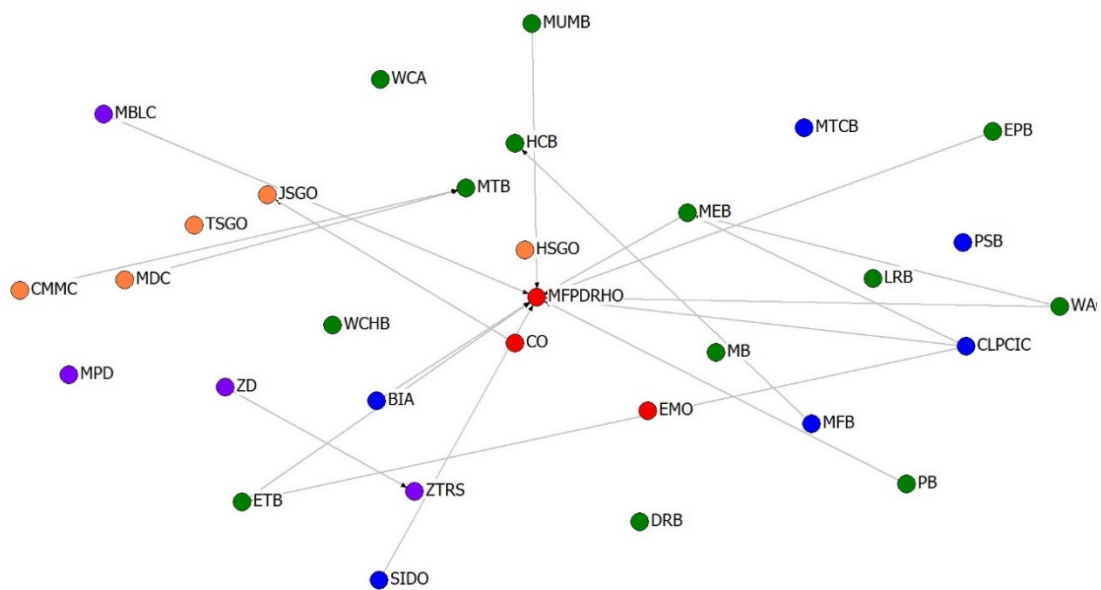 MUMB
WCA
MBLC
MTCB
EPB
HCB
MTB
JSGO
MEB
TSGO
PSB
HSGO
LRB
MDC
CMMC
MFPDRHO
WCHB
CO
CLPCIC
MB
MPD
ZD
BIA
EMO
MFB
PB
ZTRS
ETB
DRB
SIDO